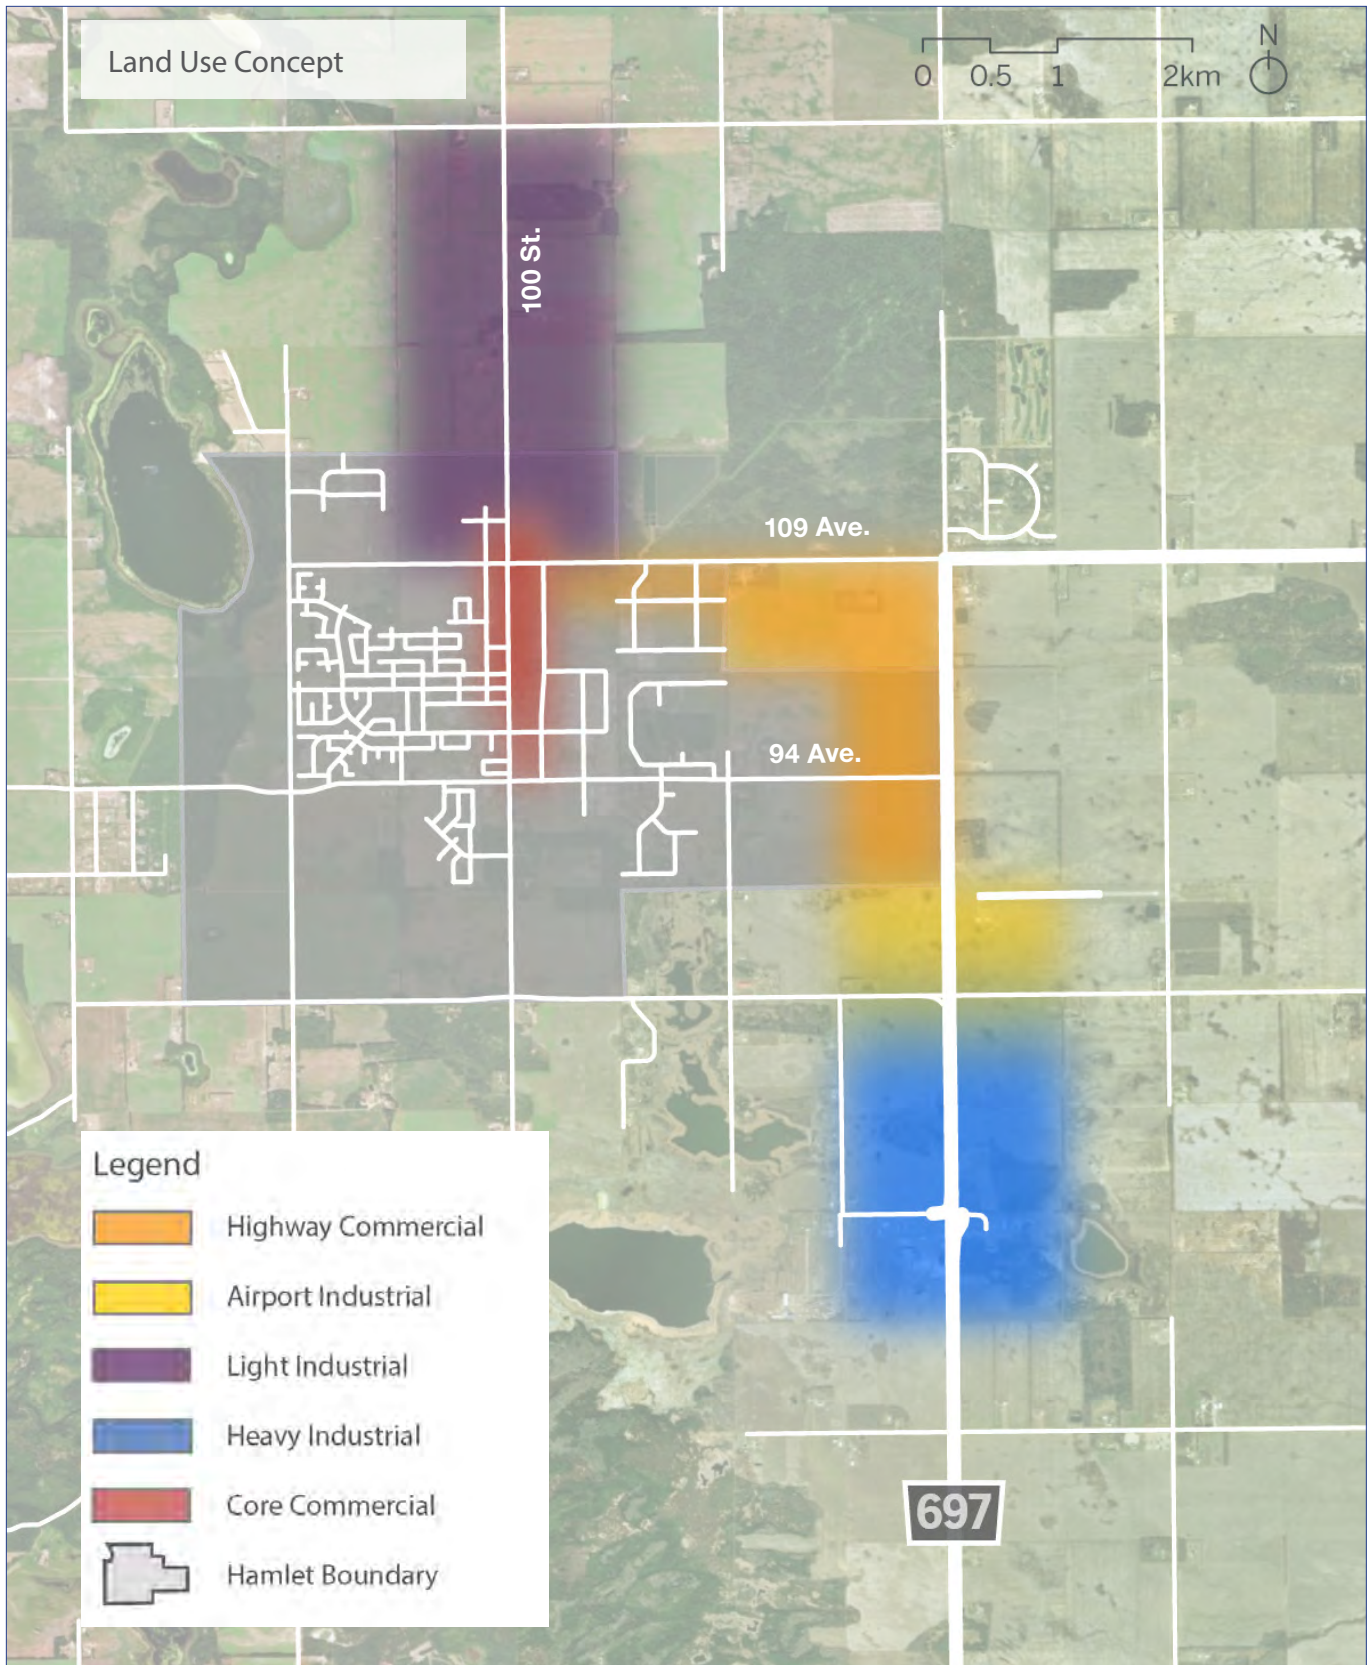 Land Use Concept
N
0 0.5 1 2km
100 St.
109 Ave.
94 Ave.
Legend
Highway Commercial
Airport Industrial
Light Industrial
Heavy Industrial
Core Commercial
Hamlet Boundary
697